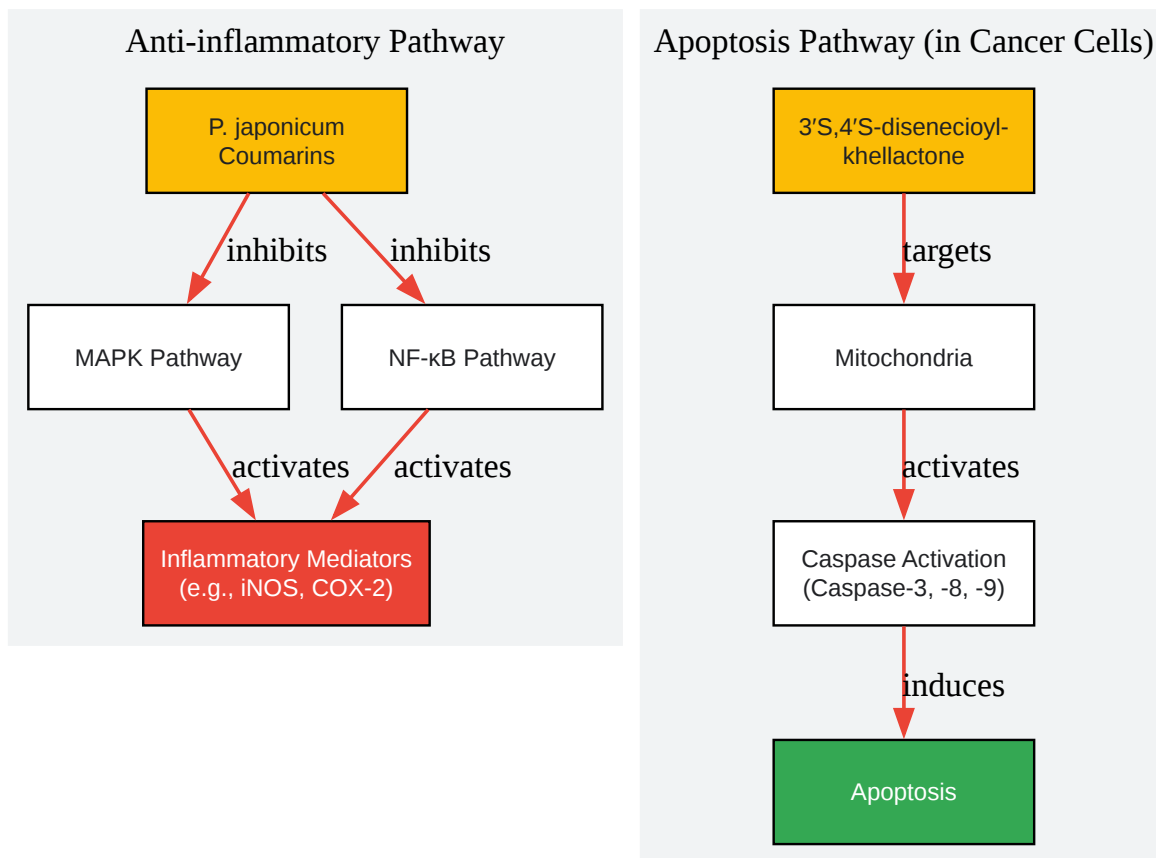 Anti-inflammatory Pathway
P. japonicum
Coumarins
inhibits
inhibits
MAPK Pathway
NF-κB Pathway
activates
activates
Inflammatory Mediators
(e.g., iNOS, COX-2)
Apoptosis Pathway (in Cancer Cells)
3′S,4′S-disenecioyl-
khellactone
targets
Mitochondria
activates
Caspase Activation
(Caspase-3, -8, -9)
induces
Apoptosis